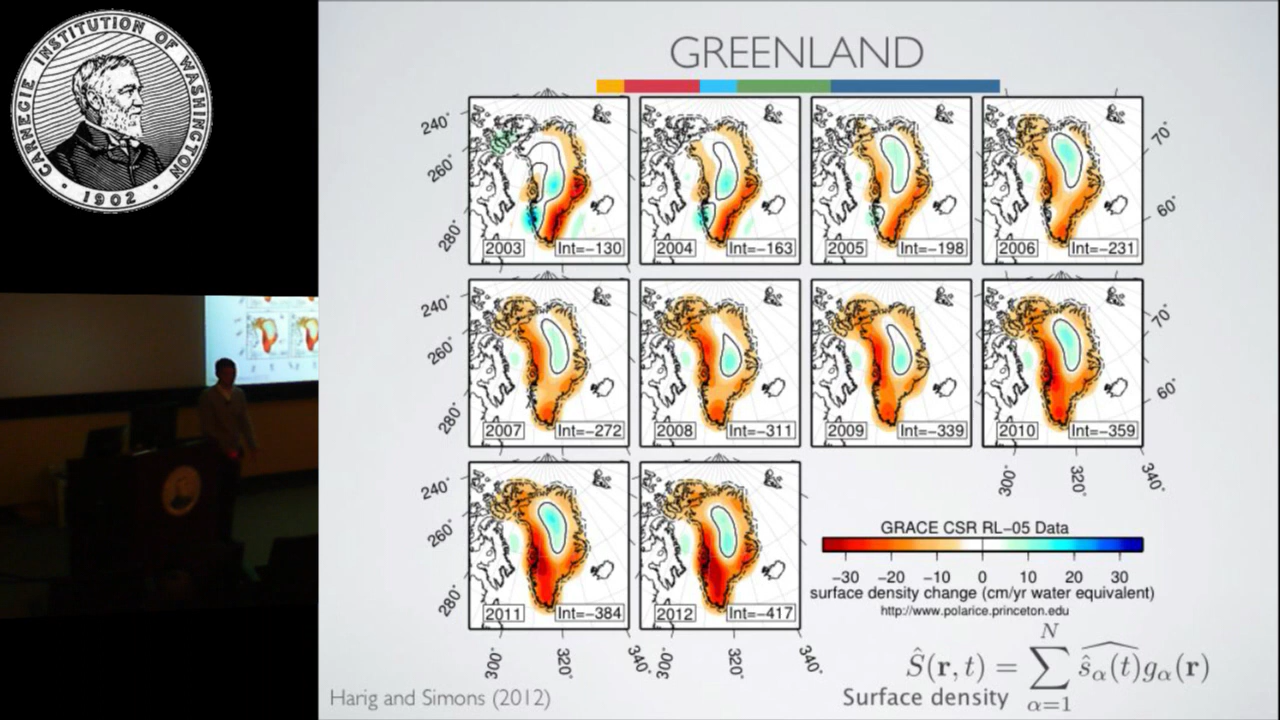 CARNEGIE INSTITUTION OF WASHINGTON
· 1902 ·
GREENLAND
240°
260°
280°
2003 Int=−130
2004 Int=−163
2005 Int=−198
2006 Int=−231
70°
60°
240°
260°
280°
2007 Int=−272
2008 Int=−311
2009 Int=−339
2010 Int=−359
70°
60°
300° 320° 340°
240°
260°
280°
2011 Int=−384
2012 Int=−417
300° 320° 340° 300° 320° 340°
GRACE CSR RL−05 Data
−30 −20 −10 0 10 20 30
surface density change (cm/yr water equivalent)
http://www.polarice.princeton.edu
Ŝ(r, t) = ∑_{α=1}^{N} \widehat{ŝ_α(t)} g_α(r)
Surface density
Harig and Simons (2012)